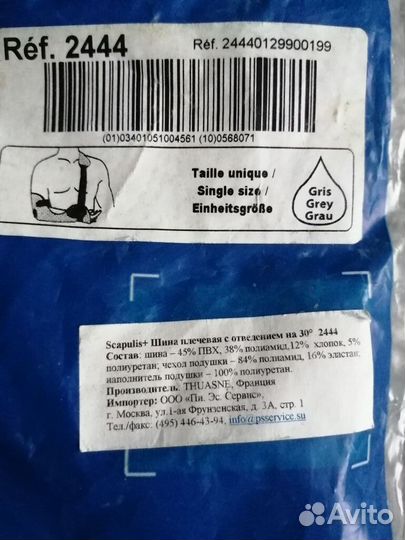 Réf. 2444
Réf. 24440129900199
(01)03401051004561 (10)0568071
Taille unique /
Single size /
Einheitsgröße
Gris
Grey
Grau
Scapulis+ Шина плечевая с отведением на 30° 2444
Состав: шина – 45% ПВХ, 38% полиамид,12% хлопок, 5%
полиуретан; чехол подушки – 84% полиамид, 16% эластан;
наполнитель подушки – 100% полиуретан.
Производитель: THUASNE, Франция
Импортер: ООО «Пи. Эс. Сервис»,
г. Москва, ул.1-ая Фрунзенская, д. 3А, стр. 1
Тел./факс: (495) 446-43-94, info@psservice.su
Avito